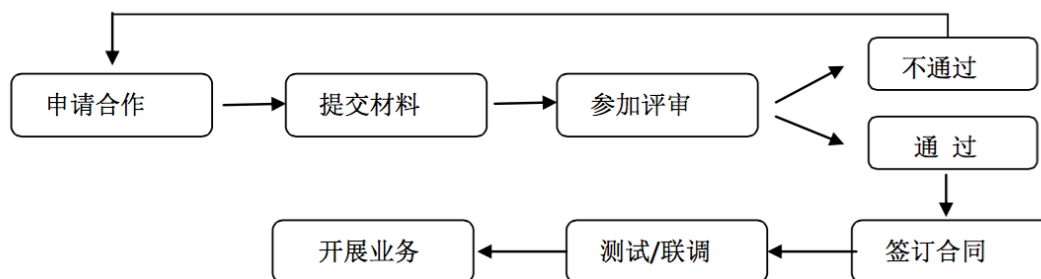 不通过
申请合作
提交材料
参加评审
通 过
开展业务
测试/联调
签订合同